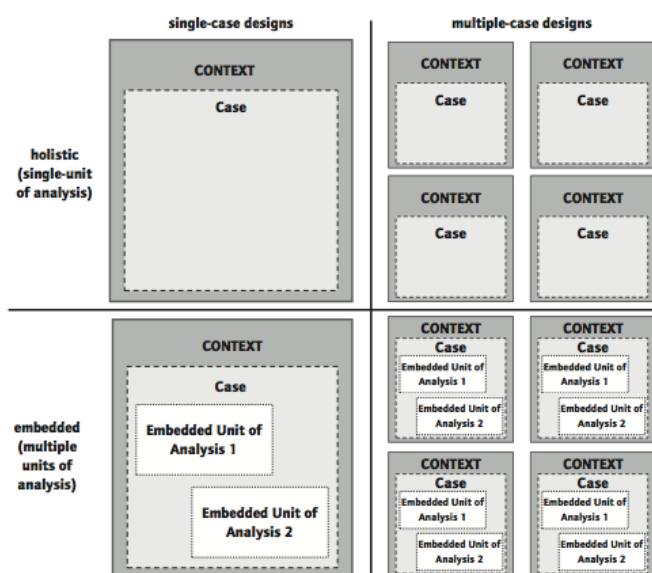 single-case designs
multiple-case designs
holistic
(single-unit
of analysis)
CONTEXT
Case
CONTEXT
Case
CONTEXT
Case
CONTEXT
Case
CONTEXT
Case
embedded
(multiple
units of
analysis)
CONTEXT
Case
Embedded Unit of
Analysis 1
Embedded Unit of
Analysis 2
CONTEXT
Case
Embedded Unit of
Analysis 1
Embedded Unit of
Analysis 2
CONTEXT
Case
Embedded Unit of
Analysis 1
Embedded Unit of
Analysis 2
CONTEXT
Case
Embedded Unit of
Analysis 1
Embedded Unit of
Analysis 2
CONTEXT
Case
Embedded Unit of
Analysis 1
Embedded Unit of
Analysis 2